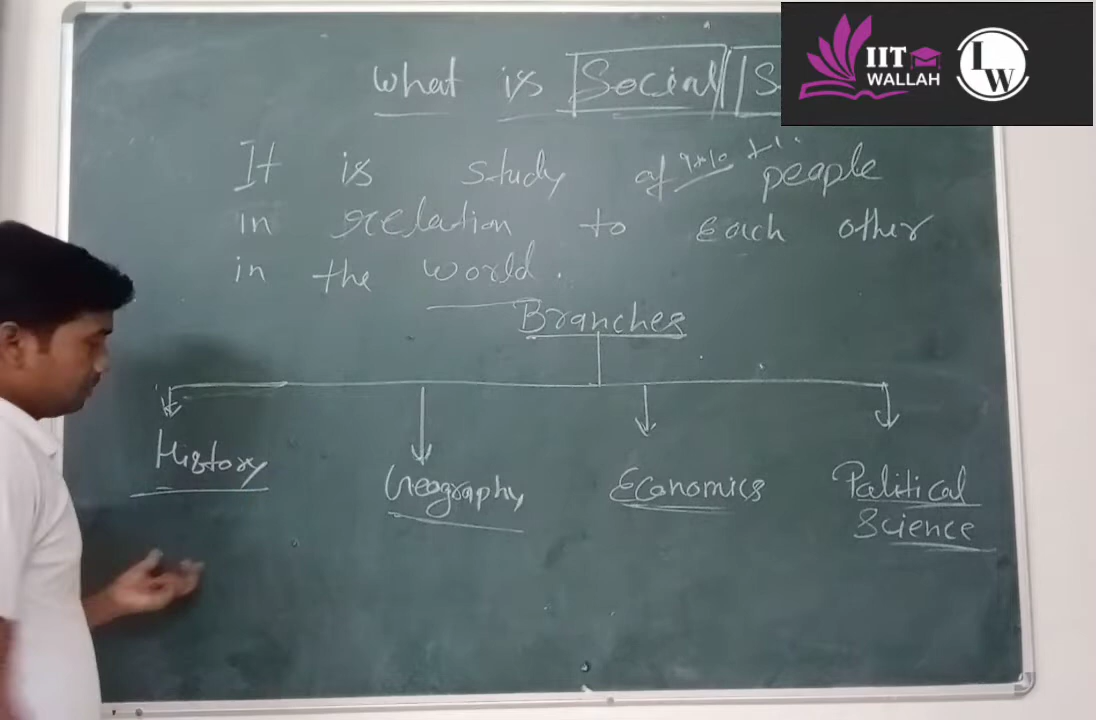 what is Social S
IIT
WALLAH
LW
It is study of people
in relation to Each other
in the world.
Branches
History
Geography
Economics
Palitical
Science